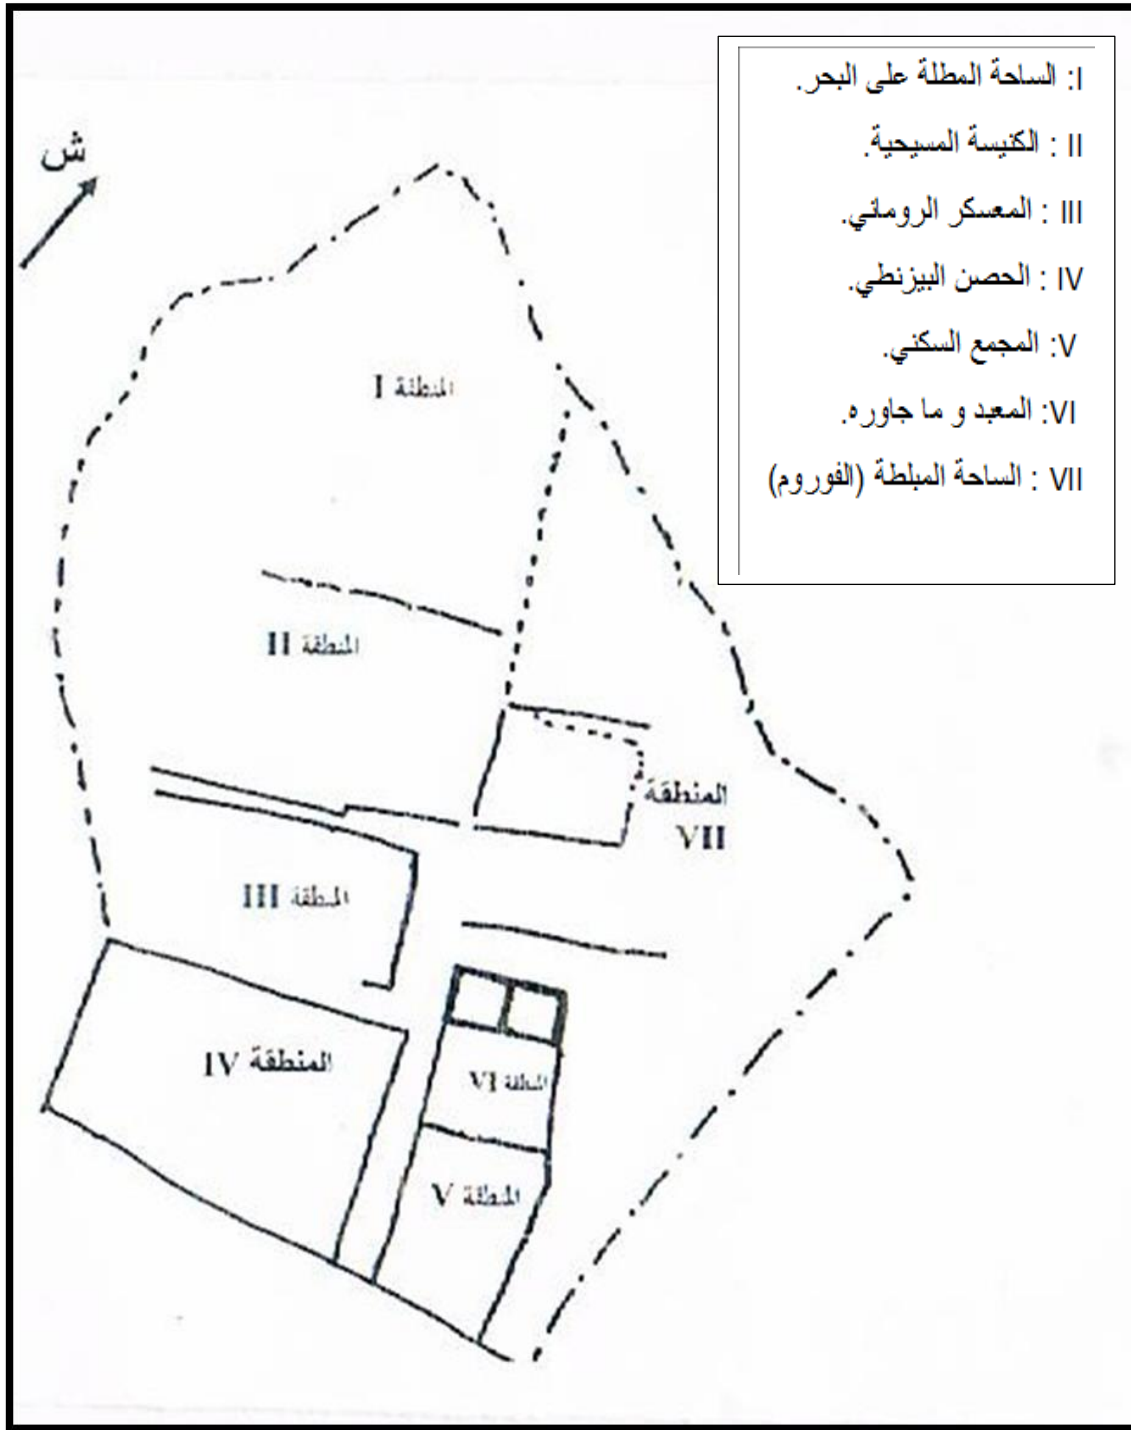 I: الساحة المطلة على البحر.
II : الكنيسة المسيحية.
III : المعسكر الروماني.
IV : الحصن البيزنطي.
V: المجمع السكني.
VI: المعبد و ما جاوره.
VII : الساحة المبلطة (الفوروم)
ش
المنطقة I
المنطقة II
المنطقة
VII
المنطقة III
المنطقة IV
المنطقة VI
المنطقة V